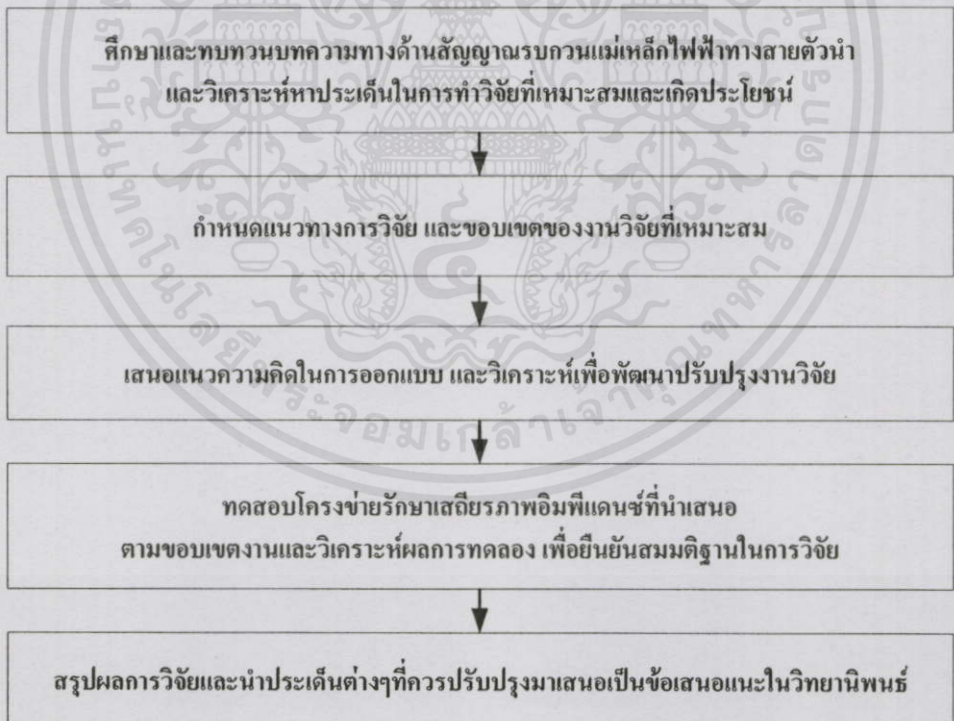 ศึกษาและทบทวนบทความทางด้านสัญญาณรบกวนแม่เหล็กไฟฟ้าทางสายตัวนำ
และวิเคราะห์หาประเด็นในการทำวิจัยที่เหมาะสมและเกิดประโยชน์
กำหนดแนวทางการวิจัย และขอบเขตของงานวิจัยที่เหมาะสม
เสนอแนวความคิดในการออกแบบ และวิเคราะห์เพื่อพัฒนาปรับปรุงงานวิจัย
ทดสอบโครงข่ายรักษาเสถียรภาพอิมพีแดนซ์ที่นำเสนอ
ตามขอบเขตงานและวิเคราะห์ผลการทดลอง เพื่อยืนยันสมมติฐานในการวิจัย
สรุปผลการวิจัยและนำประเด็นต่างๆที่ควรปรับปรุงมาเสนอเป็นข้อเสนอแนะในวิทยานิพนธ์